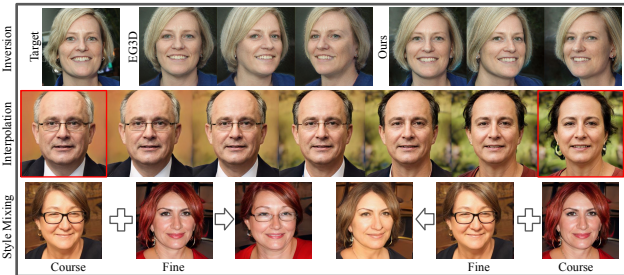 Inversion
Target
EG3D
Ours
Interpolation
Style Mixing
Course
Fine
Fine
Course